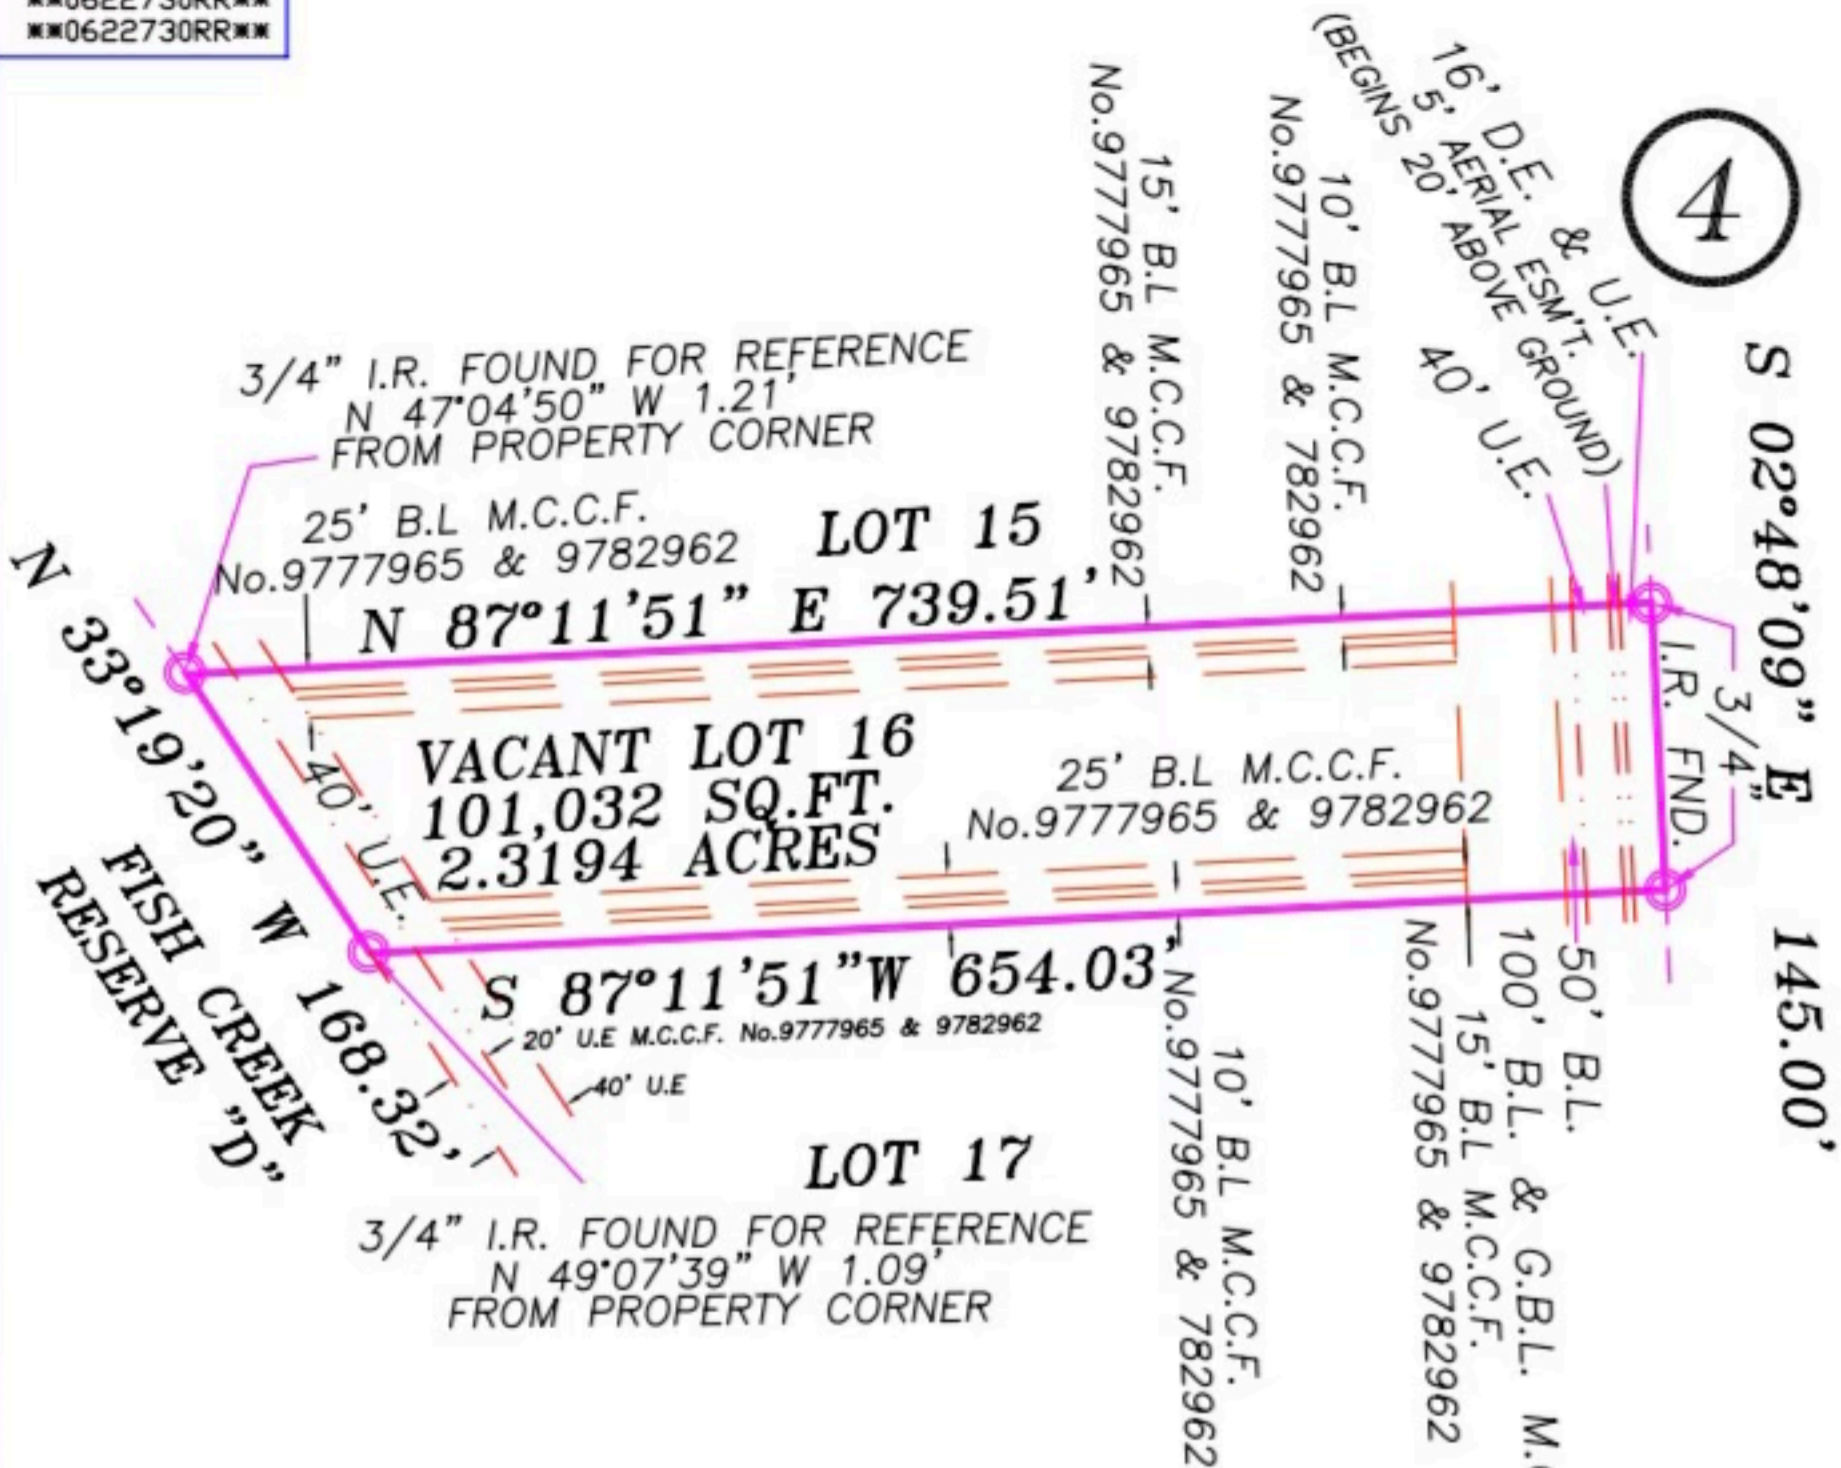 **0622730RR**
**0622730RR**
16' D.E. & U.E.
5' AERIAL ESM'T.
(BEGINS 20' ABOVE GROUND)
40' U.E.
4
15' B.L M.C.C.F.
No.9777965 & 9782962
10' B.L M.C.C.F.
No.9777965 & 782962
3/4" I.R. FOUND FOR REFERENCE
N 47°04'50" W 1.21'
FROM PROPERTY CORNER
25' B.L M.C.C.F.
No.9777965 & 9782962
LOT 15
N 87°11'51" E 739.51'
S 02°48'09" E 145.00'
3/4"
I.R. FND.
N 33°19'20" W 168.32'
FISH CREEK
RESERVE "D"
40' U.E.
VACANT LOT 16
101,032 SQ.FT.
2.3194 ACRES
25' B.L M.C.C.F.
No.9777965 & 9782962
S 87°11'51"W 654.03'
20' U.E M.C.C.F. No.9777965 & 9782962
40' U.E
LOT 17
3/4" I.R. FOUND FOR REFERENCE
N 49°07'39" W 1.09'
FROM PROPERTY CORNER
10' B.L M.C.C.F.
No.9777965 & 782962
50' B.L.
100' B.L. & G.B.L. M.
15' B.L M.C.C.F.
No.9777965 & 9782962